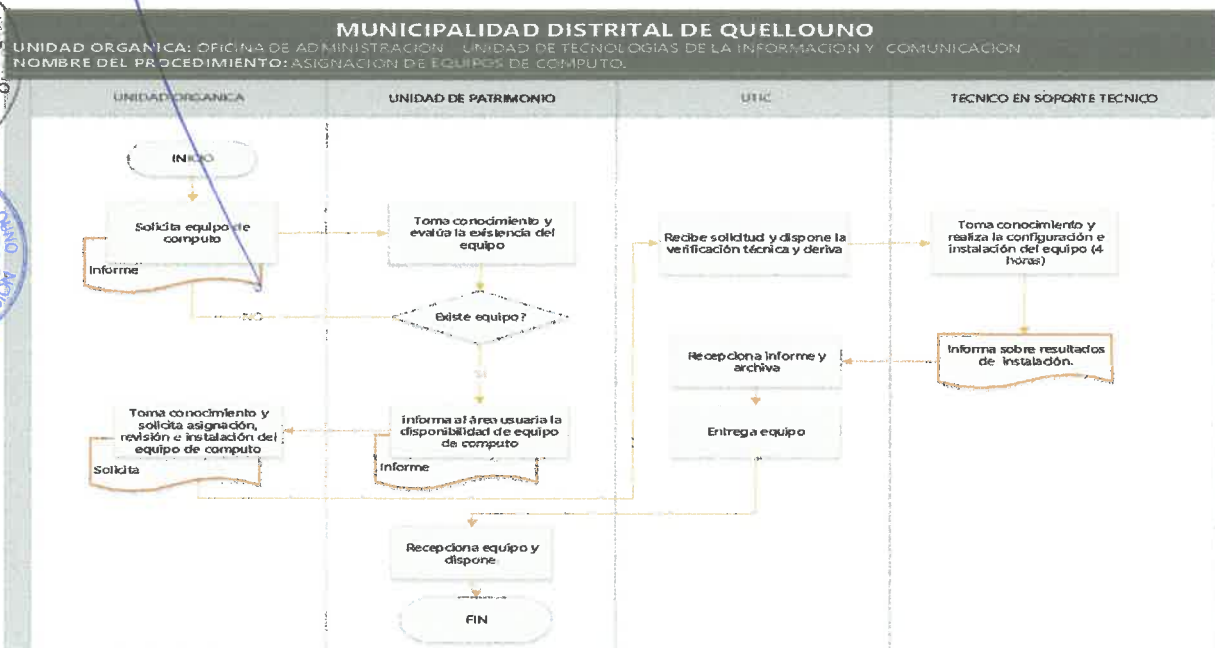 MUNICIPALIDAD DISTRITAL DE QUELLOUNO
UNIDAD ORGANICA: OFICINA DE ADMINISTRACION UNIDAD DE TECNOLOGIAS DE LA INFORMACION Y COMUNICACION
NOMBRE DEL PROCEDIMIENTO: ASIGNACION DE EQUIPOS DE COMPUTO.
UNIDAD ORGANICA
UNIDAD DE PATRIMONIO
UTIC
TECNICO EN SOPORTE TECNICO
INICIO
Solicita equipo de
computo
Informe
Toma conocimiento y
evalúa la existencia del
equipo
Recibe solicitud y dispone la
verificación técnica y deriva
Toma conocimiento y
realiza la configuración e
instalación del equipo (4
horas)
NO
Existe equipo?
SI
Recepciona informe y
archiva
Informa sobre resultados
de instalación.
Toma conocimiento y
solicita asignación,
revisión e instalación del
equipo de computo
Solicita
Informa al área usuaria la
disponibilidad de equipo
de computo
Informe
Entrega equipo
Recepciona equipo y
dispone
FIN